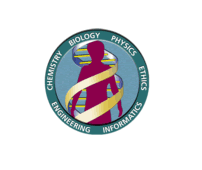 CHEMISTRY
BIOLOGY
PHYSICS
ETHICS
INFORMATICS
ENGINEERING